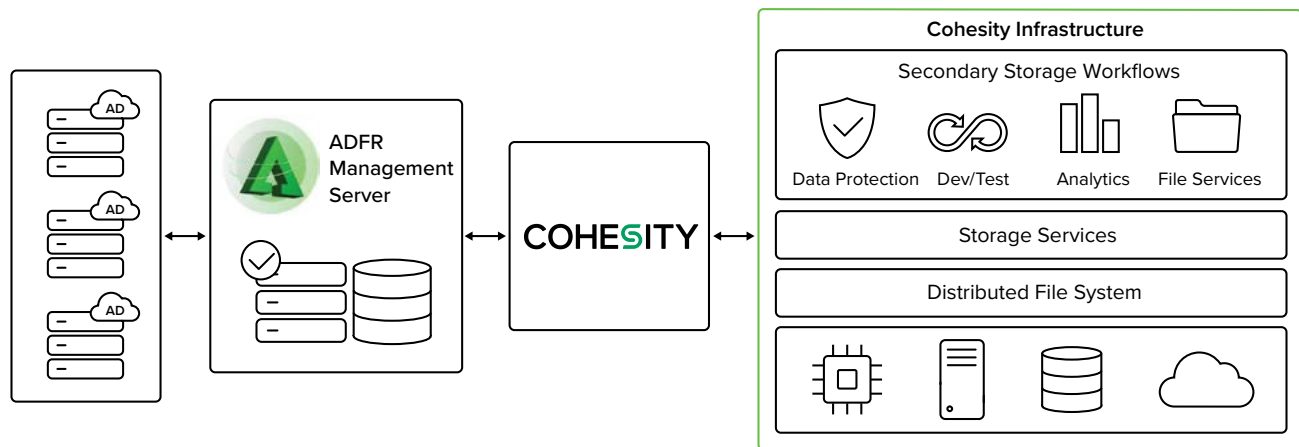 AD
AD
AD
ADFR
Management
Server
COHESITY
Cohesity Infrastructure
Secondary Storage Workflows
Data Protection
Dev/Test
Analytics
File Services
Storage Services
Distributed File System